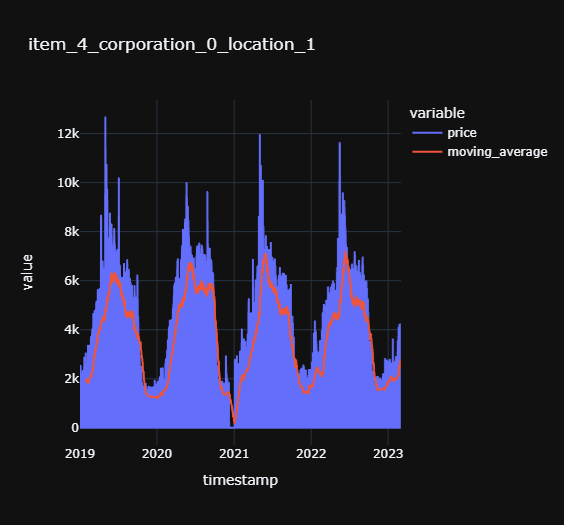 item_4_corporation_0_location_1
variable
price
moving_average
12k
10k
8k
6k
4k
2k
0
value
2019 2020 2021 2022 2023
timestamp